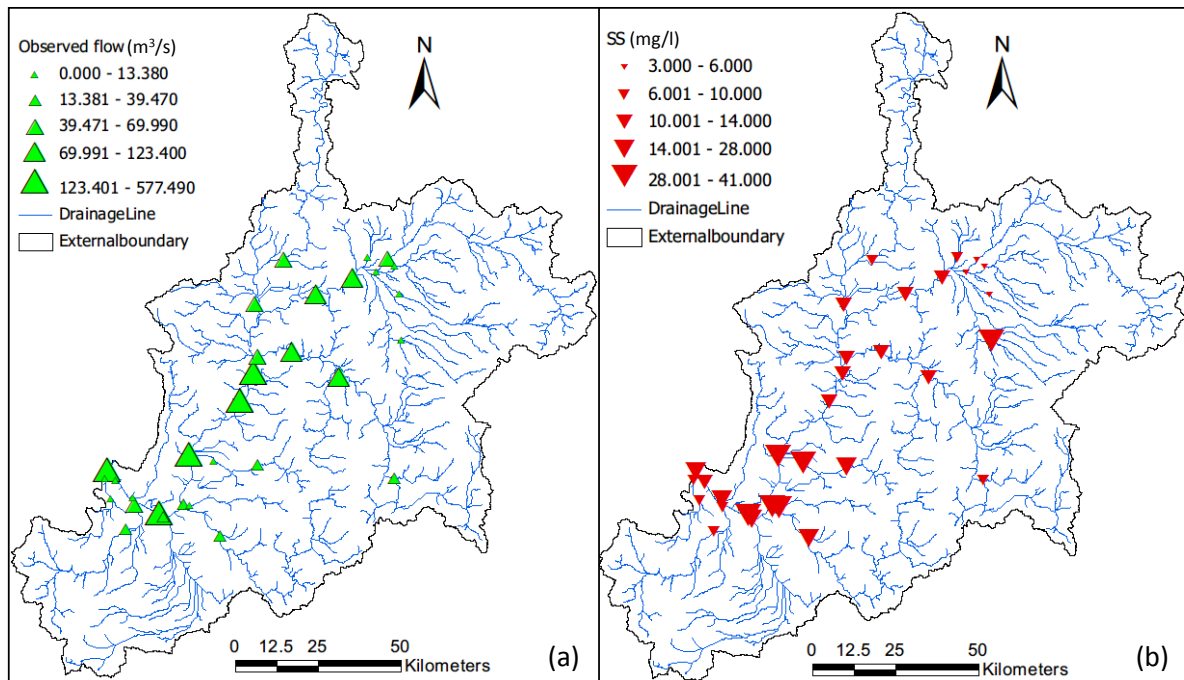 Observed flow (m³/s)
0.000 - 13.380
13.381 - 39.470
39.471 - 69.990
69.991 - 123.400
123.401 - 577.490
DrainageLine
Externalboundary
N
0 12.5 25 50
Kilometers
(a)
SS (mg/l)
3.000 - 6.000
6.001 - 10.000
10.001 - 14.000
14.001 - 28.000
28.001 - 41.000
DrainageLine
Externalboundary
N
0 12.5 25 50
Kilometers
(b)